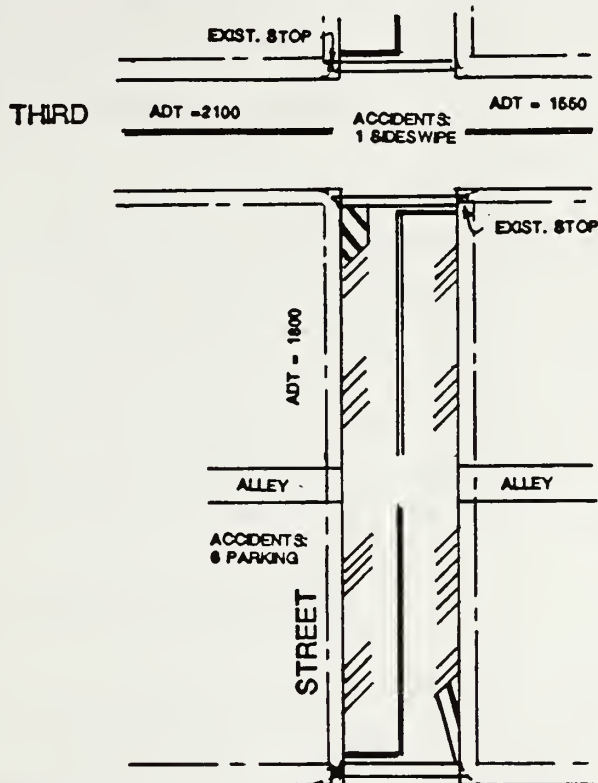 EXIST. STOP
THIRD
ADT =2100
ACCIDENTS:
1 SIDESWIPE
ADT = 1550
EXIST. STOP
ADT = 1800
ALLEY
ALLEY
ACCIDENTS:
6 PARKING
STREET